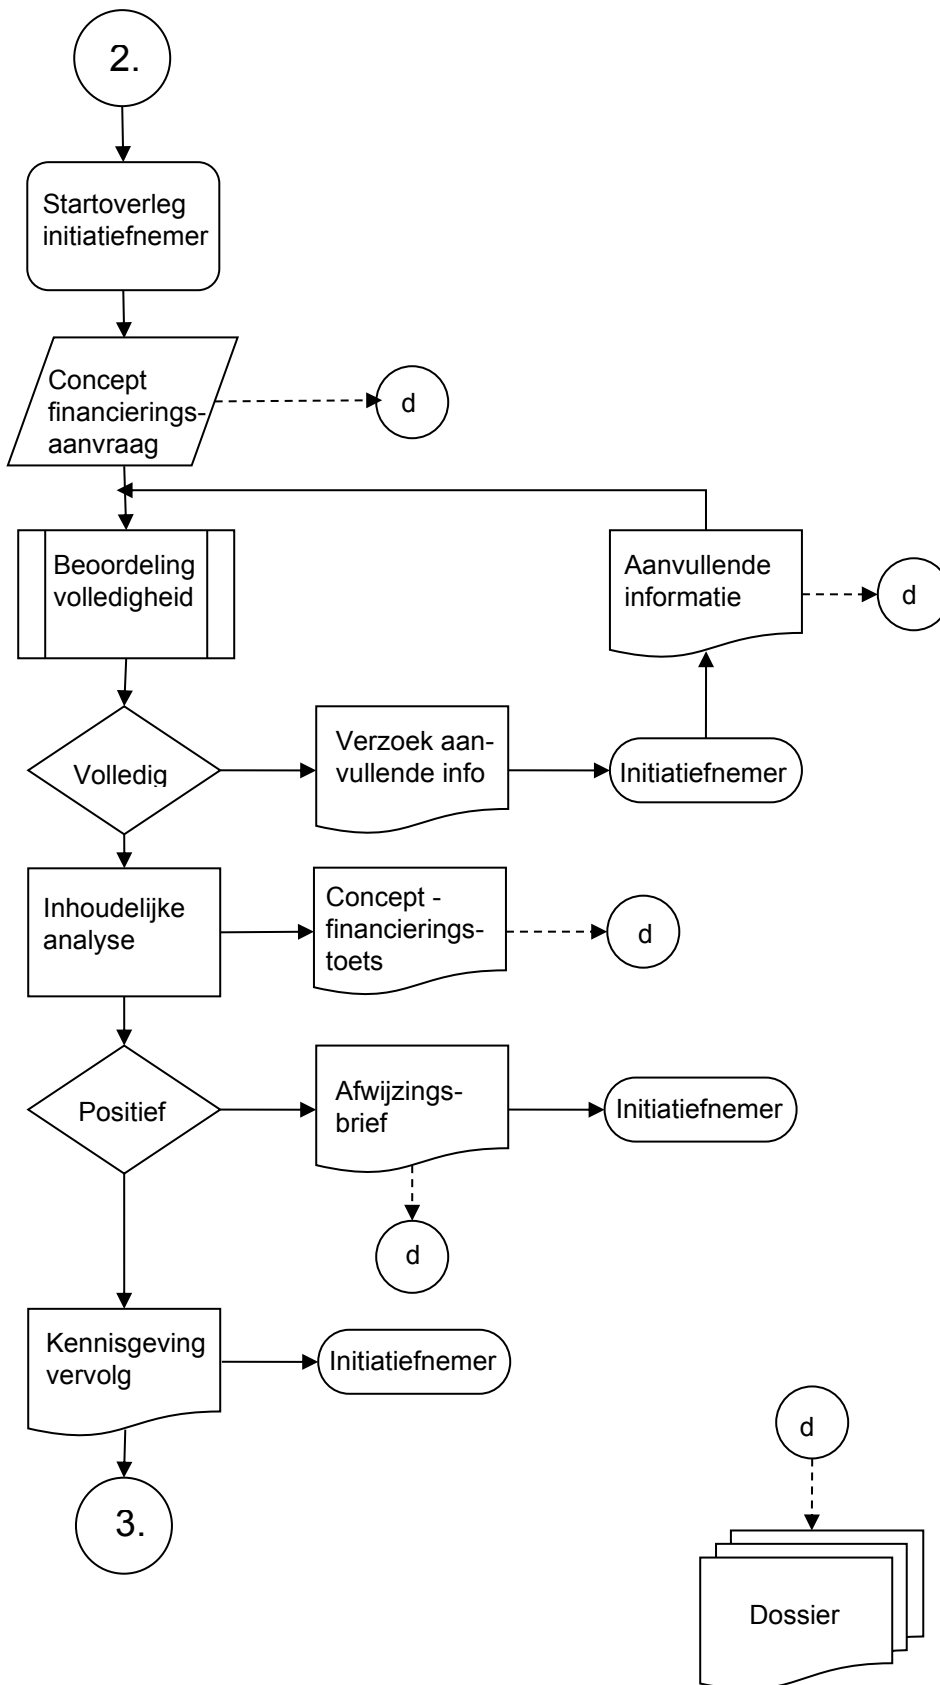 2.
Startoverleg
initiatiefnemer
Concept
financierings-
aanvraag
d
Beoordeling
volledigheid
Aanvullende
informatie
d
Volledig
Verzoek aan-
vullende info
Initiatiefnemer
Inhoudelijke
analyse
Concept -
financierings-
toets
d
Positief
Afwijzings-
brief
Initiatiefnemer
d
Kennisgeving
vervolg
Initiatiefnemer
3.
d
Dossier